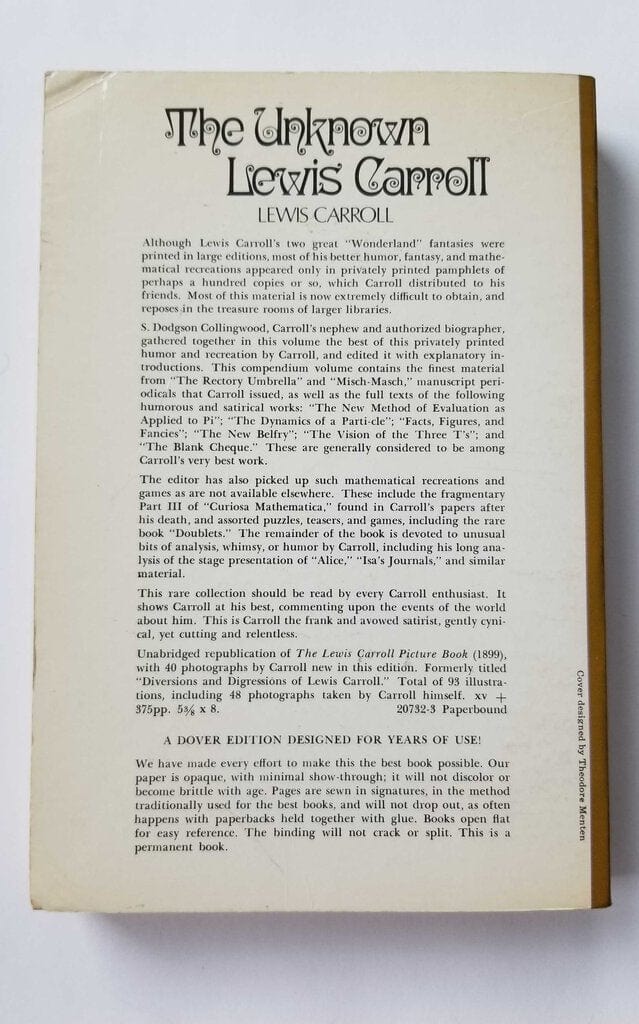 The Unknown
Lewis Carroll
LEWIS CARROLL
Although Lewis Carroll's two great "Wonderland" fantasies were
printed in large editions, most of his better humor, fantasy, and mathe-
matical recreations appeared only in privately printed pamphlets of
perhaps a hundred copies or so, which Carroll distributed to his
friends. Most of this material is now extremely difficult to obtain, and
reposes in the treasure rooms of larger libraries.
S. Dodgson Collingwood, Carroll's nephew and authorized biographer,
gathered together in this volume the best of this privately printed
humor and recreation by Carroll, and edited it with explanatory in-
troductions. This compendium volume contains the finest material
from "The Rectory Umbrella" and "Misch-Masch," manuscript peri-
odicals that Carroll issued, as well as the full texts of the following
humorous and satirical works: "The New Method of Evaluation as
Applied to Pi"; "The Dynamics of a Parti-cle"; "Facts, Figures, and
Fancies"; "The New Belfry"; "The Vision of the Three T's"; and
"The Blank Cheque." These are generally considered to be among
Carroll's very best work.
The editor has also picked up such mathematical recreations and
games as are not available elsewhere. These include the fragmentary
Part III of "Curiosa Mathematica," found in Carroll's papers after
his death, and assorted puzzles, teasers, and games, including the rare
book "Doublets." The remainder of the book is devoted to unusual
bits of analysis, whimsy, or humor by Carroll, including his long ana-
lysis of the stage presentation of "Alice," "Isa's Journals," and similar
material.
This rare collection should be read by every Carroll enthusiast. It
shows Carroll at his best, commenting upon the events of the world
about him. This is Carroll the frank and avowed satirist, gently cyni-
cal, yet cutting and relentless.
Unabridged republication of The Lewis Carroll Picture Book (1899),
with 40 photographs by Carroll new in this edition. Formerly titled
"Diversions and Digressions of Lewis Carroll." Total of 93 illustra-
tions, including 48 photographs taken by Carroll himself. xv +
375pp. 5⅜ x 8. 20732-3 Paperbound
A DOVER EDITION DESIGNED FOR YEARS OF USE!
We have made every effort to make this the best book possible. Our
paper is opaque, with minimal show-through; it will not discolor or
become brittle with age. Pages are sewn in signatures, in the method
traditionally used for the best books, and will not drop out, as often
happens with paperbacks held together with glue. Books open flat
for easy reference. The binding will not crack or split. This is a
permanent book.
Cover designed by Theodore Menten